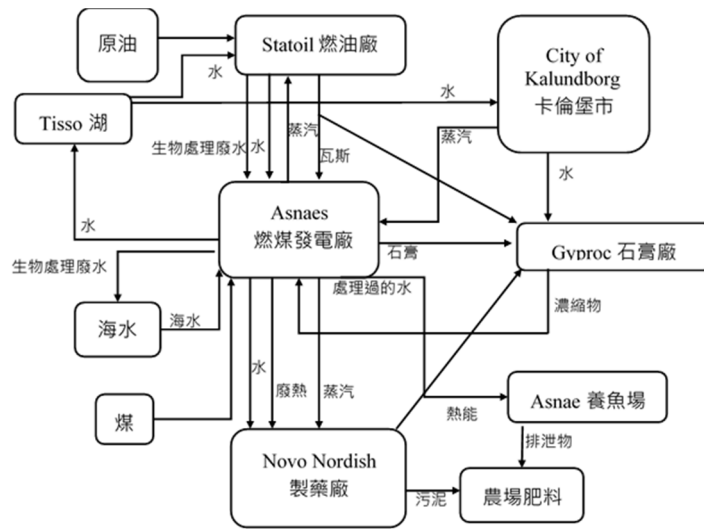 原油
Statoil 燃油廠
City of
Kalundborg
卡倫堡市
水
水
Tisso 湖
蒸汽
蒸汽
生物處理廢水
水
瓦斯
水
Asnaes
燃煤發電廠
水
石膏
Gyproc 石膏廠
生物處理廢水
處理過的水
濃縮物
海水
海水
水
廢熱
蒸汽
煤
熱能
Asnae 養魚場
排泄物
Novo Nordish
製藥廠
污泥
農場肥料